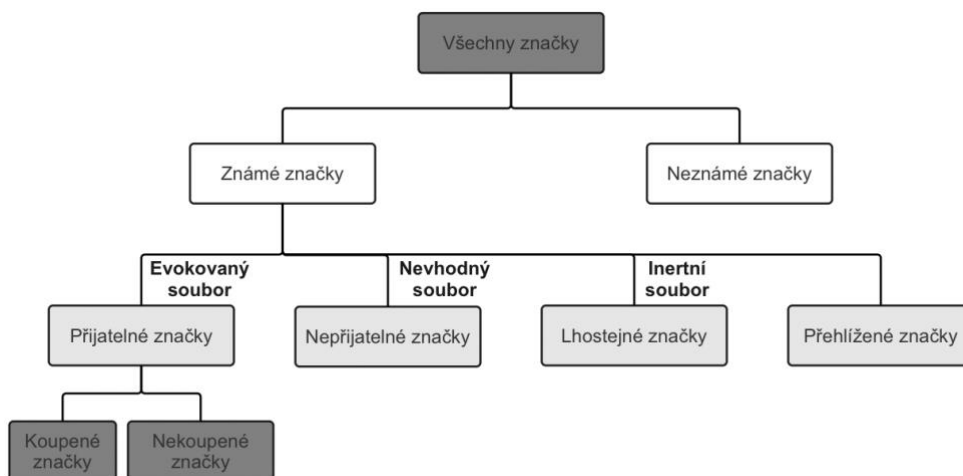 Všechny značky
Známé značky
Neznámé značky
Evokovaný
soubor
Nevhodný
soubor
Inertní
soubor
Přijatelné značky
Nepřijatelné značky
Lhostejné značky
Přehlížené značky
Koupené
značky
Nekoupené
značky